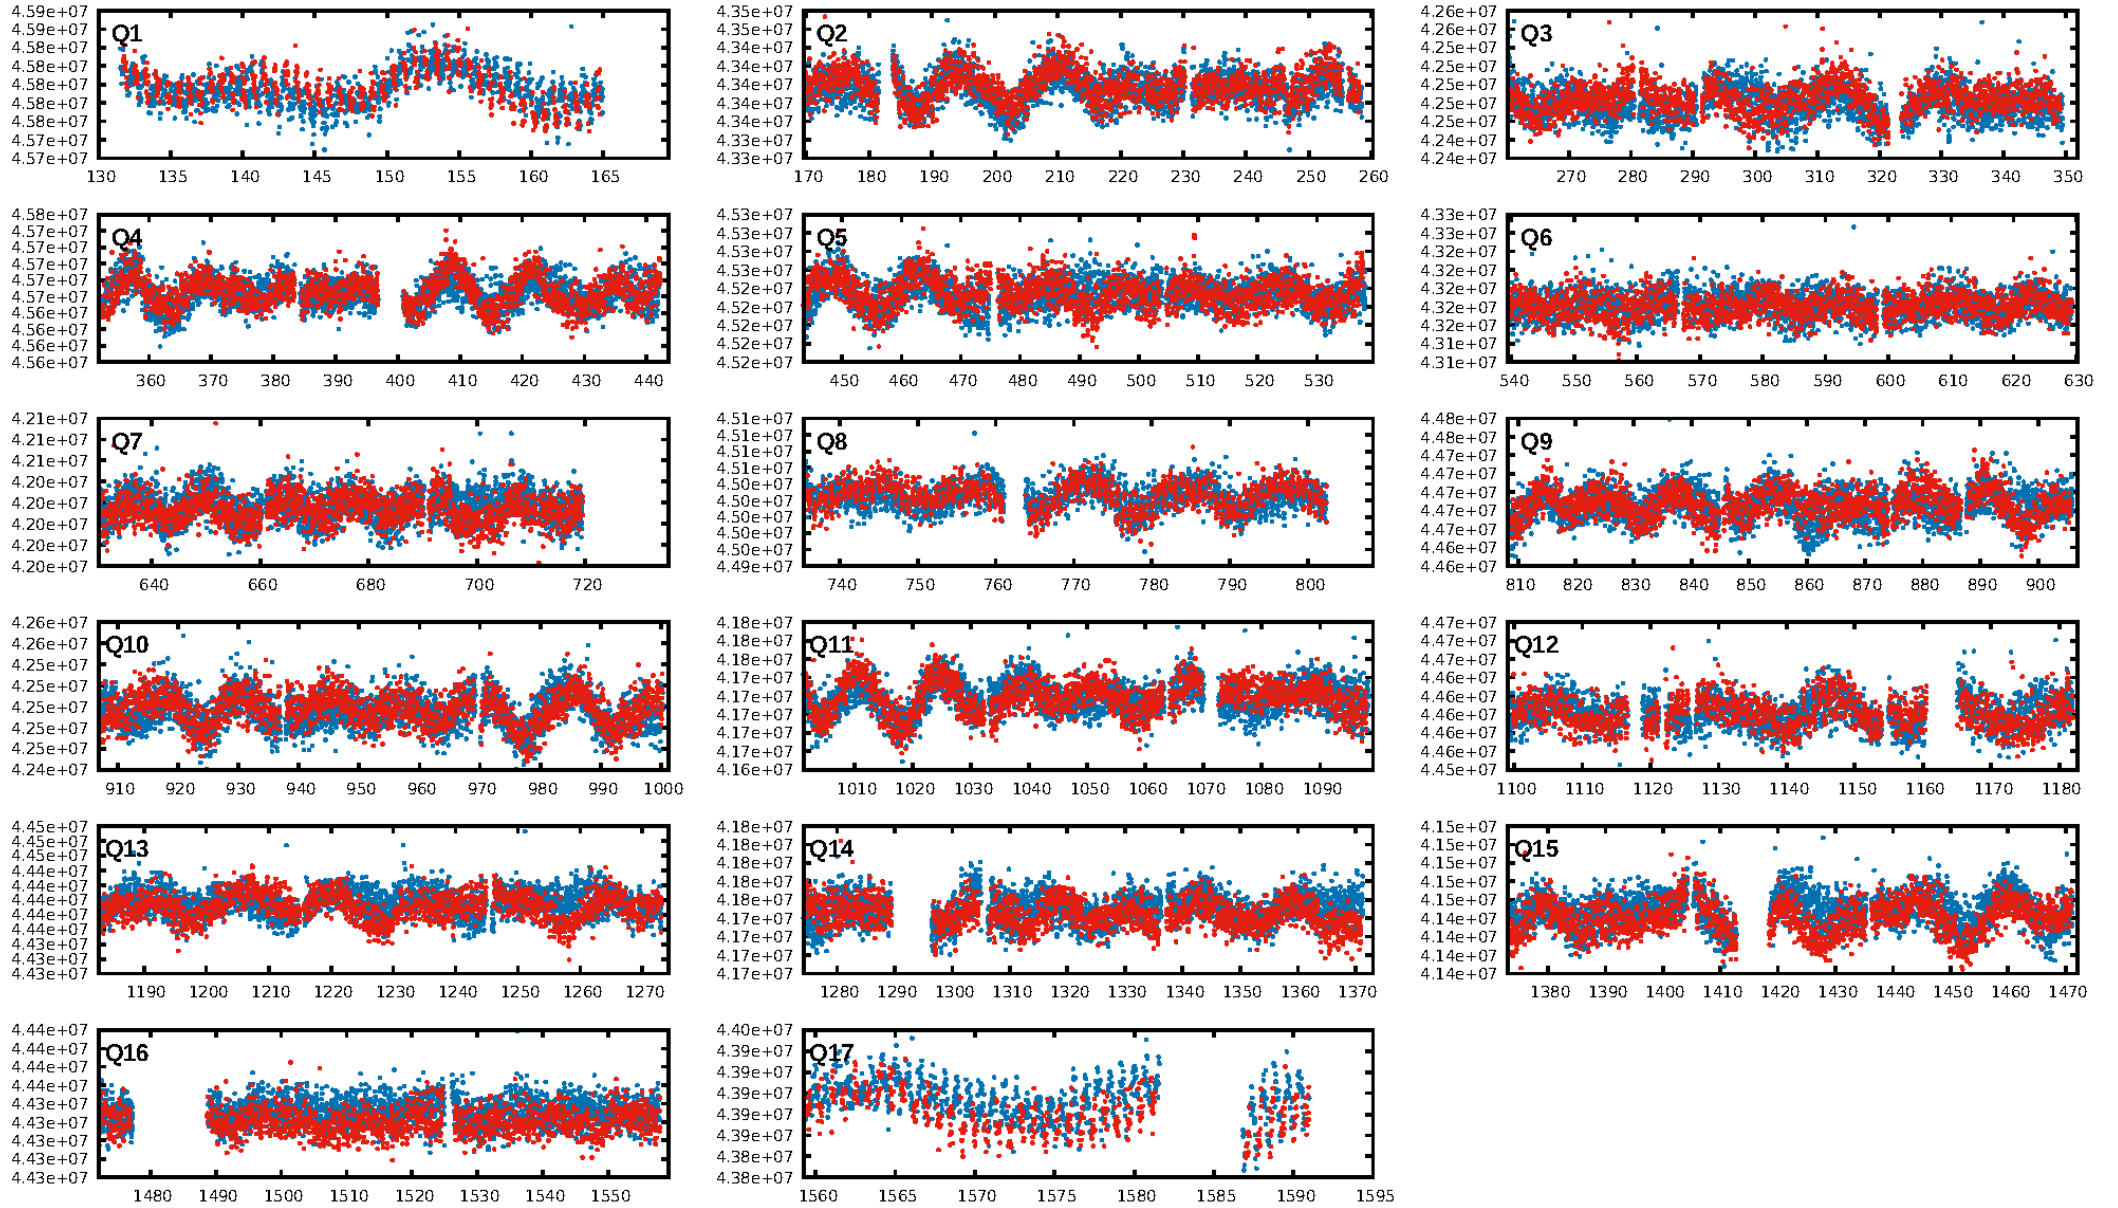 Q1
4.59e+07
4.59e+07
4.58e+07
4.58e+07
4.58e+07
4.58e+07
4.58e+07
4.57e+07
4.57e+07
130 135 140 145 150 155 160 165
Q2
4.35e+07
4.35e+07
4.34e+07
4.34e+07
4.34e+07
4.34e+07
4.34e+07
4.33e+07
4.33e+07
170 180 190 200 210 220 230 240 250 260
Q3
4.26e+07
4.26e+07
4.25e+07
4.25e+07
4.25e+07
4.25e+07
4.25e+07
4.24e+07
4.24e+07
270 280 290 300 310 320 330 340 350
Q4
4.58e+07
4.57e+07
4.57e+07
4.57e+07
4.57e+07
4.57e+07
4.56e+07
4.56e+07
4.56e+07
4.56e+07
360 370 380 390 400 410 420 430 440
Q5
4.53e+07
4.53e+07
4.53e+07
4.53e+07
4.52e+07
4.52e+07
4.52e+07
4.52e+07
4.52e+07
450 460 470 480 490 500 510 520 530
Q6
4.33e+07
4.33e+07
4.32e+07
4.32e+07
4.32e+07
4.32e+07
4.32e+07
4.31e+07
4.31e+07
540 550 560 570 580 590 600 610 620 630
Q7
4.21e+07
4.21e+07
4.21e+07
4.20e+07
4.20e+07
4.20e+07
4.20e+07
4.20e+07
640 660 680 700 720
Q8
4.51e+07
4.51e+07
4.51e+07
4.51e+07
4.50e+07
4.50e+07
4.50e+07
4.50e+07
4.50e+07
4.49e+07
740 750 760 770 780 790 800
Q9
4.48e+07
4.48e+07
4.47e+07
4.47e+07
4.47e+07
4.47e+07
4.47e+07
4.46e+07
4.46e+07
810 820 830 840 850 860 870 880 890 900
Q10
4.26e+07
4.26e+07
4.25e+07
4.25e+07
4.25e+07
4.25e+07
4.25e+07
4.24e+07
910 920 930 940 950 960 970 980 990 1000
Q11
4.18e+07
4.18e+07
4.18e+07
4.17e+07
4.17e+07
4.17e+07
4.17e+07
4.17e+07
4.16e+07
1010 1020 1030 1040 1050 1060 1070 1080 1090
Q12
4.47e+07
4.47e+07
4.47e+07
4.46e+07
4.46e+07
4.46e+07
4.46e+07
4.46e+07
4.45e+07
1100 1110 1120 1130 1140 1150 1160 1170 1180
Q13
4.45e+07
4.45e+07
4.45e+07
4.44e+07
4.44e+07
4.44e+07
4.44e+07
4.44e+07
4.43e+07
4.43e+07
4.43e+07
1190 1200 1210 1220 1230 1240 1250 1260 1270
Q14
4.18e+07
4.18e+07
4.18e+07
4.18e+07
4.18e+07
4.17e+07
4.17e+07
4.17e+07
4.17e+07
1280 1290 1300 1310 1320 1330 1340 1350 1360 1370
Q15
4.15e+07
4.15e+07
4.15e+07
4.15e+07
4.15e+07
4.14e+07
4.14e+07
4.14e+07
4.14e+07
1380 1390 1400 1410 1420 1430 1440 1450 1460 1470
Q16
4.44e+07
4.44e+07
4.44e+07
4.44e+07
4.43e+07
4.43e+07
4.43e+07
4.43e+07
4.43e+07
1480 1490 1500 1510 1520 1530 1540 1550
Q17
4.40e+07
4.39e+07
4.39e+07
4.39e+07
4.39e+07
4.39e+07
4.38e+07
4.38e+07
1560 1565 1570 1575 1580 1585 1590 1595